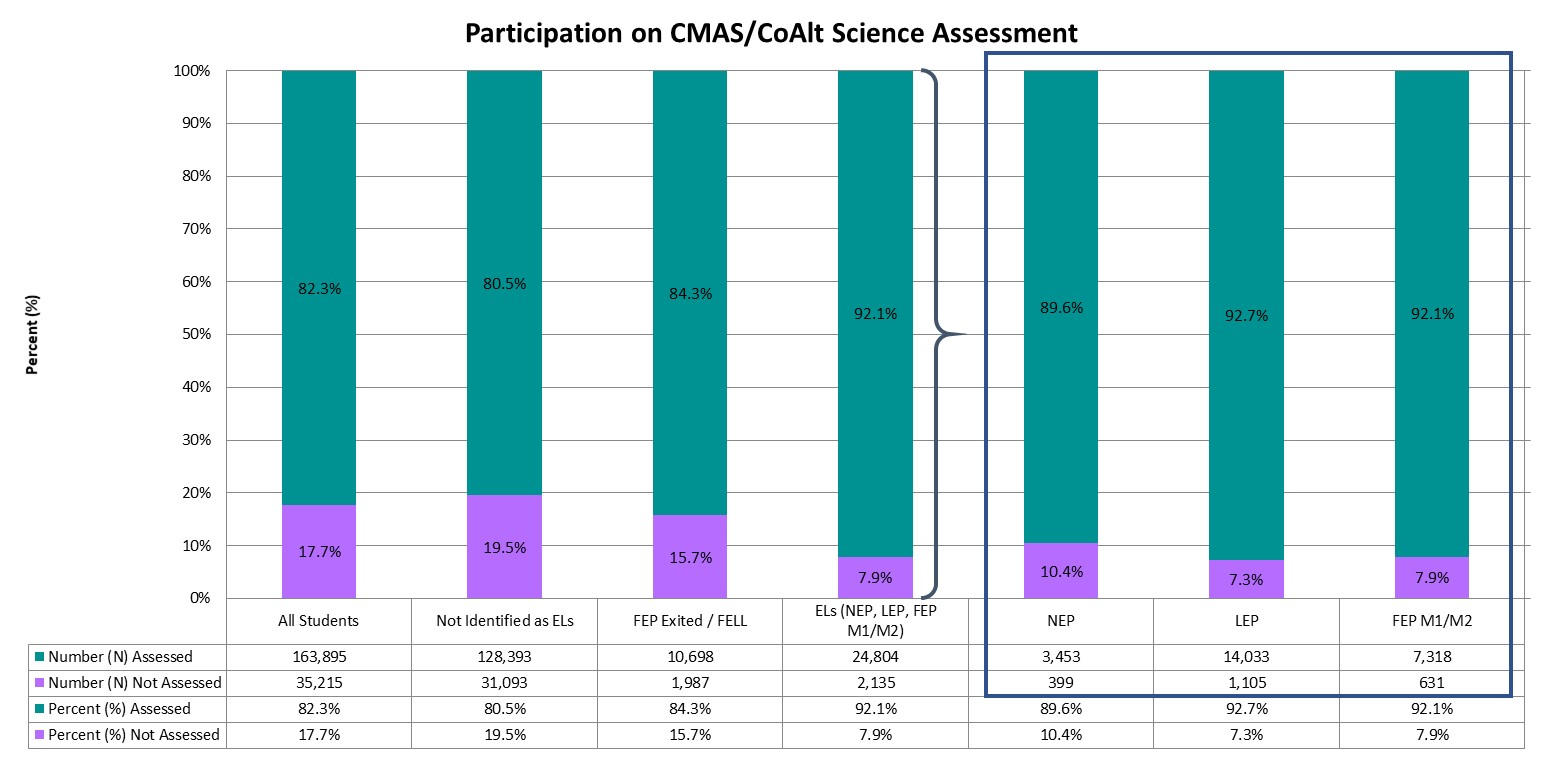 Participation on CMAS/CoAlt Science Assessment
Percent (%)
100%
90%
80%
70%
60%
50%
40%
30%
20%
10%
0%
82.3% 80.5% 84.3% 92.1% 89.6% 92.7% 92.1%
17.7% 19.5% 15.7% 7.9% 10.4% 7.3% 7.9%
All Students Not Identified as ELs FEP Exited / FELL ELs (NEP, LEP, FEP M1/M2) NEP LEP FEP M1/M2
Number (N) Assessed 163,895 128,393 10,698 24,804 3,453 14,033 7,318
Number (N) Not Assessed 35,215 31,093 1,987 2,135 399 1,105 631
Percent (%) Assessed 82.3% 80.5% 84.3% 92.1% 89.6% 92.7% 92.1%
Percent (%) Not Assessed 17.7% 19.5% 15.7% 7.9% 10.4% 7.3% 7.9%